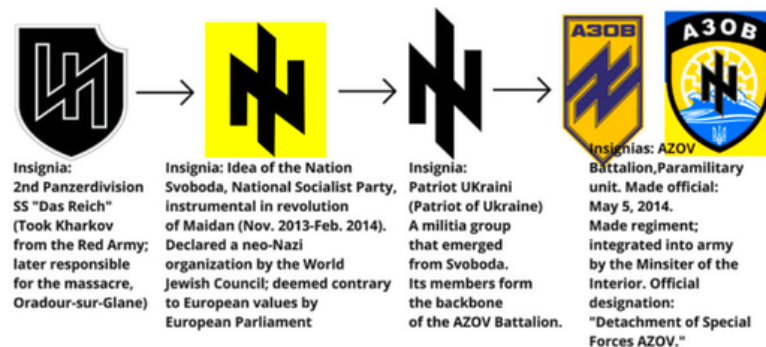 АЗОВ
АЗОВ
Insignia:
2nd Panzerdivision
SS "Das Reich"
(Took Kharkov
from the Red Army;
later responsible
for the massacre,
Oradour-sur-Glane)
Insignia: Idea of the Nation
Svoboda, National Socialist Party,
instrumental in revolution
of Maidan (Nov. 2013-Feb. 2014).
Declared a neo-Nazi
organization by the World
Jewish Council; deemed contrary
to European values by
European Parliament
Insignia:
Patriot UKraini
(Patriot of Ukraine)
A militia group
that emerged
from Svoboda.
Its members form
the backbone
of the AZOV Battalion.
Insignias: AZOV
Battalion,Paramilitary
unit. Made official:
May 5, 2014.
Made regiment;
integrated into army
by the Minsiter of the
Interior. Official
designation:
"Detachment of Special
Forces AZOV."